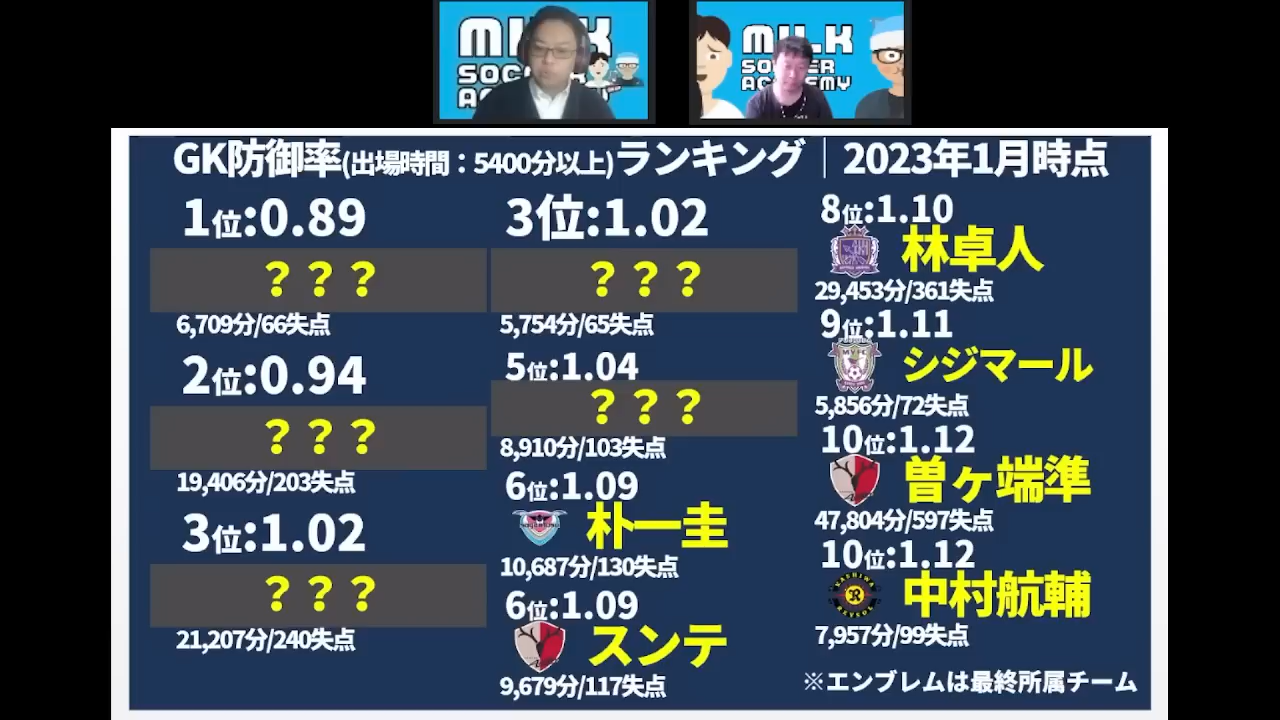 MILK
SOCCER
ACADEMY
MILK
SOCCER
ACADEMY
GK防御率(出場時間：5400分以上)ランキング｜2023年1月時点
1位:0.89
？？？
6,709分/66失点
2位:0.94
？？？
19,406分/203失点
3位:1.02
？？？
21,207分/240失点
3位:1.02
？？？
5,754分/65失点
5位:1.04
？？？
8,910分/103失点
6位:1.09
朴一圭
10,687分/130失点
6位:1.09
スンテ
9,679分/117失点
8位:1.10
林卓人
29,453分/361失点
9位:1.11
シジマール
5,856分/72失点
10位:1.12
曽ヶ端準
47,804分/597失点
10位:1.12
中村航輔
7,957分/99失点
※エンブレムは最終所属チーム